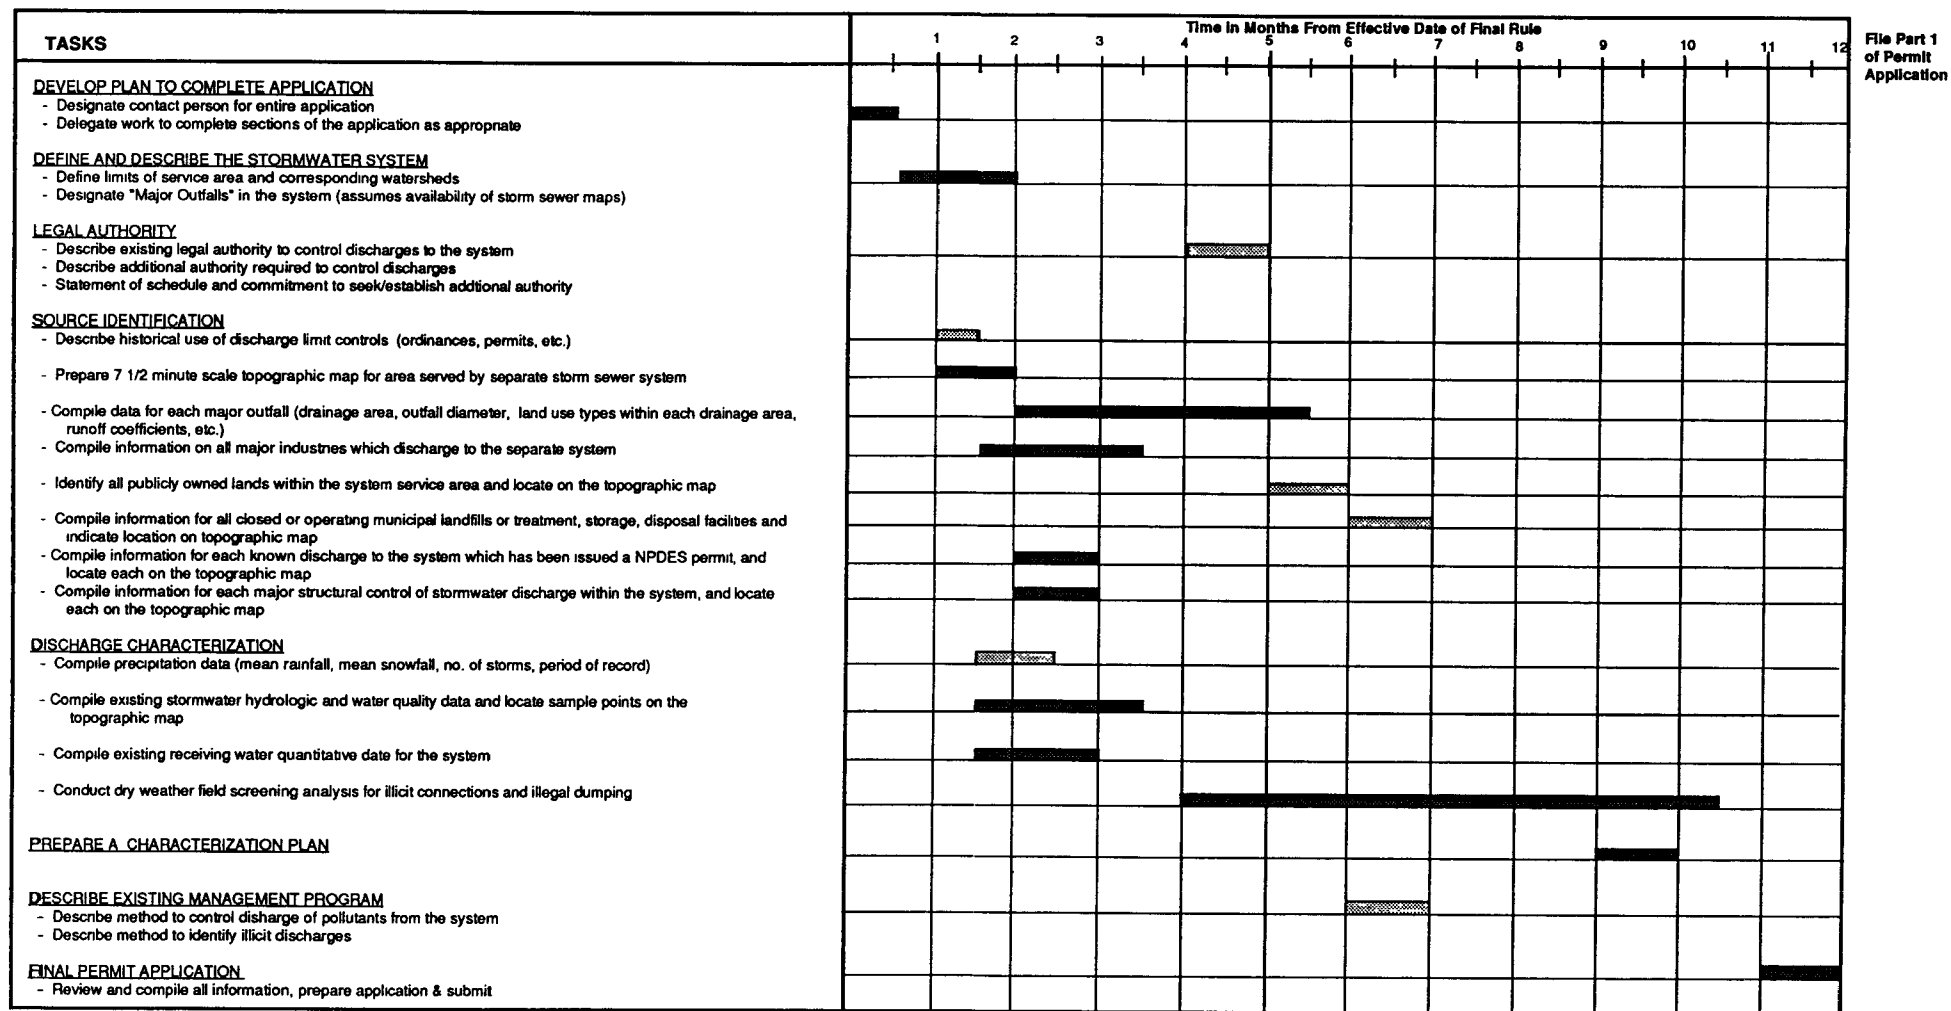 Time in Months From Effective Date of Final Rule
TASKS
1 2 3 4 5 6 7 8 9 10 11 12
File Part 1
of Permit
Application
DEVELOP PLAN TO COMPLETE APPLICATION
- Designate contact person for entire application
- Delegate work to complete sections of the application as appropriate
DEFINE AND DESCRIBE THE STORMWATER SYSTEM
- Define limits of service area and corresponding watersheds
- Designate "Major Outfalls" in the system (assumes availability of storm sewer maps)
LEGAL AUTHORITY
- Describe existing legal authority to control discharges to the system
- Describe additional authority required to control discharges
- Statement of schedule and commitment to seek/establish addtional authority
SOURCE IDENTIFICATION
- Describe historical use of discharge limit controls (ordinances, permits, etc.)
- Prepare 7 1/2 minute scale topographic map for area served by separate storm sewer system
- Compile data for each major outfall (drainage area, outfall diameter, land use types within each drainage area,
runoff coefficients, etc.)
- Compile information on all major industries which discharge to the separate system
- Identify all publicly owned lands within the system service area and locate on the topographic map
- Compile information for all closed or operating municipal landfills or treatment, storage, disposal facilities and
indicate location on topographic map
- Compile information for each known discharge to the system which has been issued a NPDES permit, and
locate each on the topographic map
- Compile information for each major structural control of stormwater discharge within the system, and locate
each on the topographic map
DISCHARGE CHARACTERIZATION
- Compile precipitation data (mean rainfall, mean snowfall, no. of storms, period of record)
- Compile existing stormwater hydrologic and water quality data and locate sample points on the
topographic map
- Compile existing receiving water quantitative date for the system
- Conduct dry weather field screening analysis for illicit connections and illegal dumping
PREPARE A CHARACTERIZATION PLAN
DESCRIBE EXISTING MANAGEMENT PROGRAM
- Describe method to control disharge of pollutants from the system
- Describe method to identify illicit discharges
FINAL PERMIT APPLICATION
- Review and compile all information, prepare application & submit